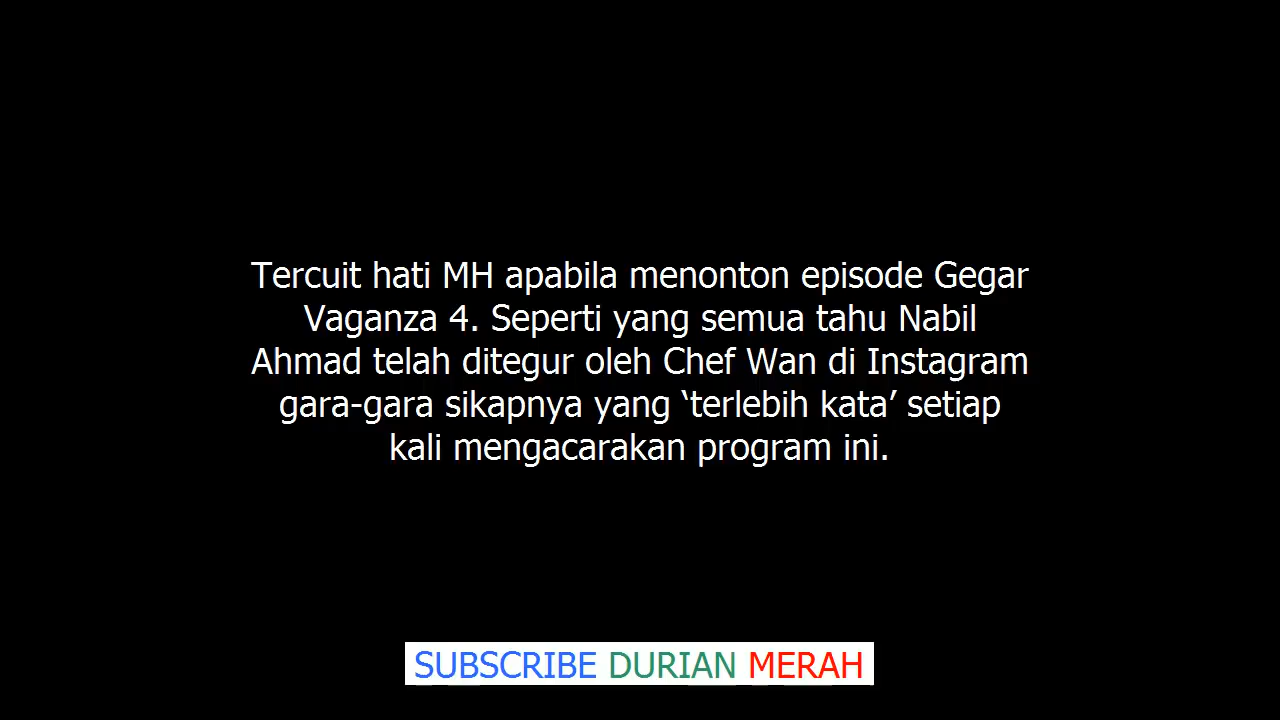 Tercuit hati MH apabila menonton episode Gegar
Vaganza 4. Seperti yang semua tahu Nabil
Ahmad telah ditegur oleh Chef Wan di Instagram
gara-gara sikapnya yang ‘terlebih kata’ setiap
kali mengacarakan program ini.
SUBSCRIBE DURIAN MERAH